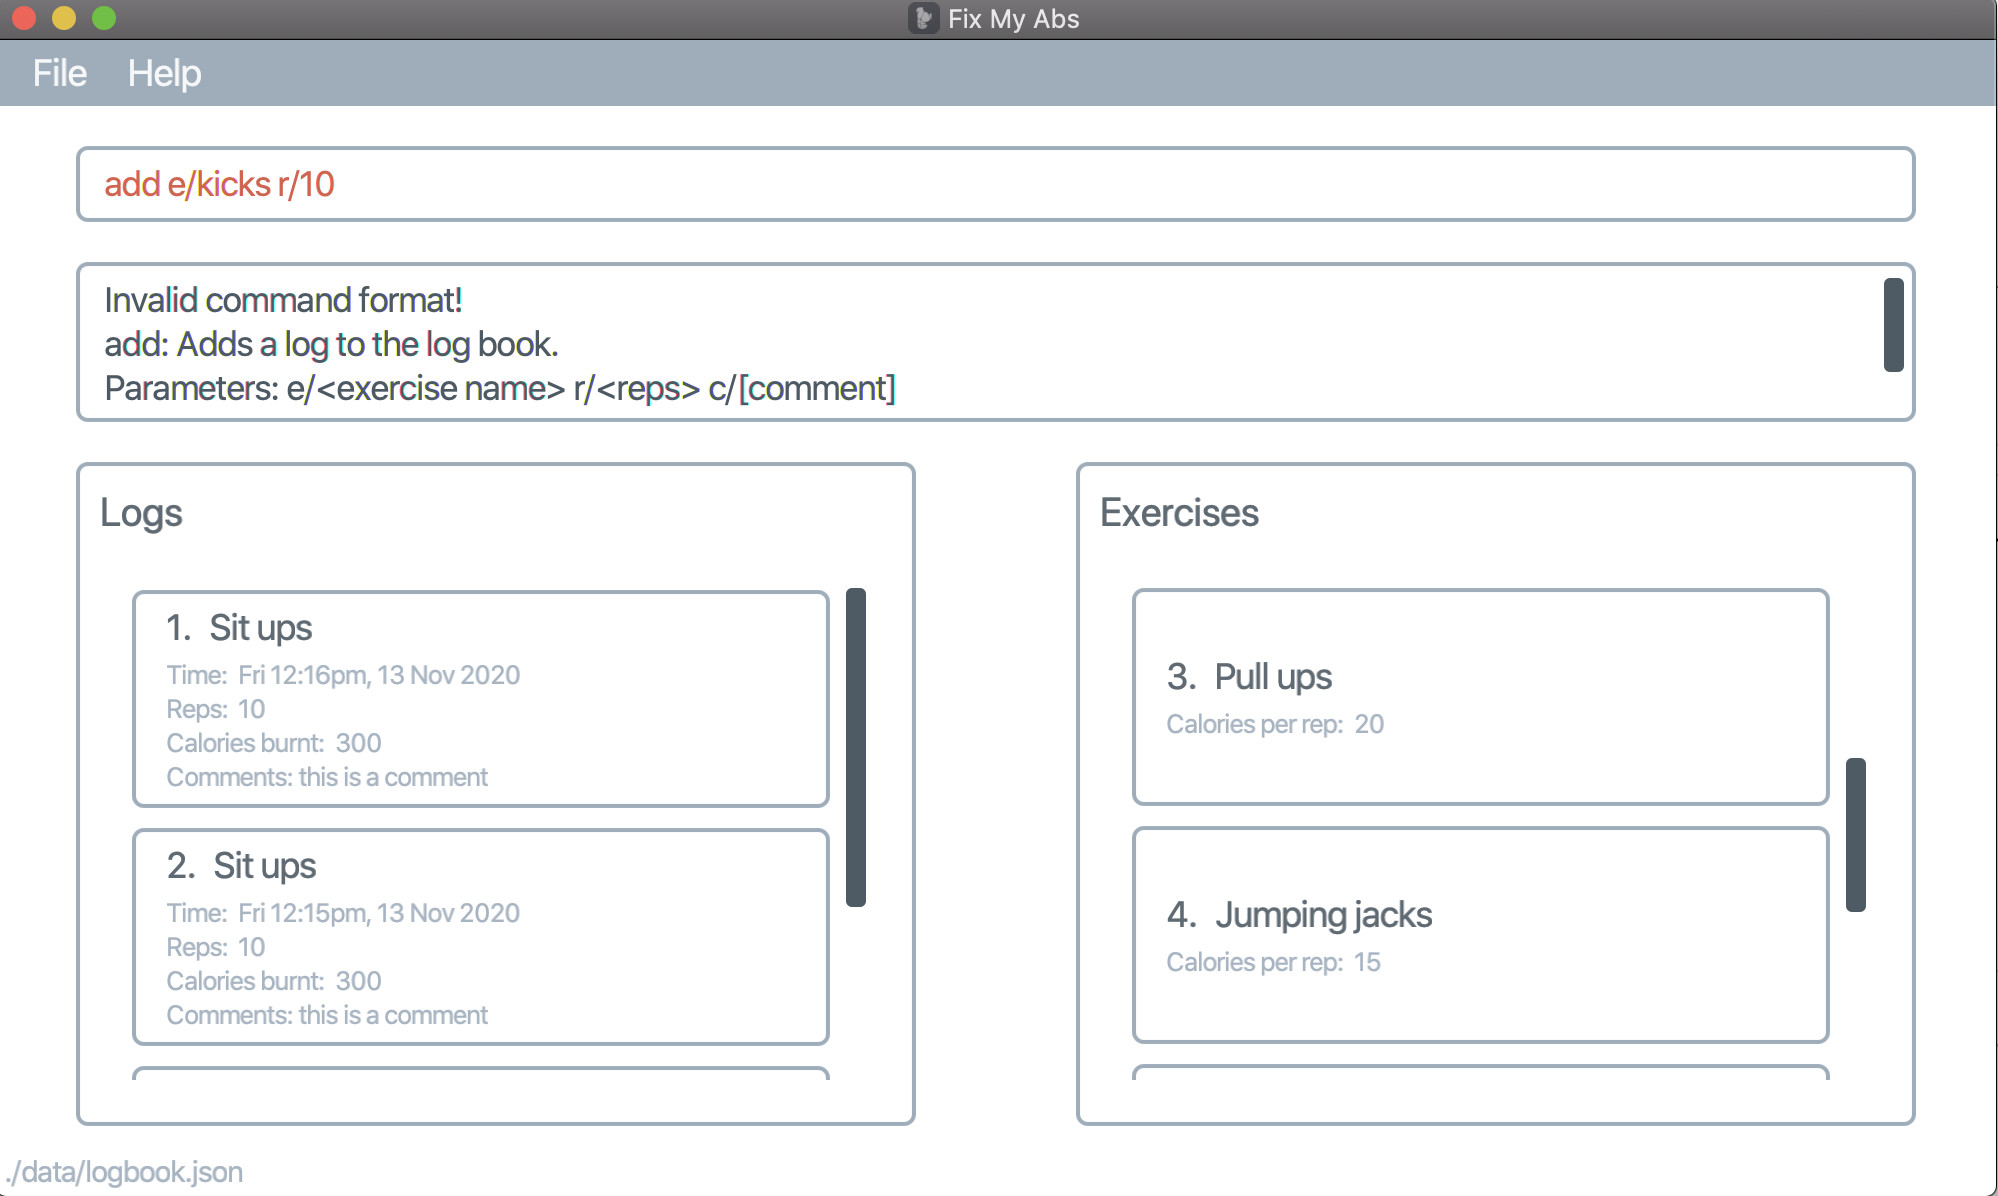 Fix My Abs
File Help
add e/kicks r/10
Invalid command format!
add: Adds a log to the log book.
Parameters: e/<exercise name> r/<reps> c/[comment]
Logs
1. Sit ups
Time: Fri 12:16pm, 13 Nov 2020
Reps: 10
Calories burnt: 300
Comments: this is a comment
2. Sit ups
Time: Fri 12:15pm, 13 Nov 2020
Reps: 10
Calories burnt: 300
Comments: this is a comment
Exercises
3. Pull ups
Calories per rep: 20
4. Jumping jacks
Calories per rep: 15
./data/logbook.json